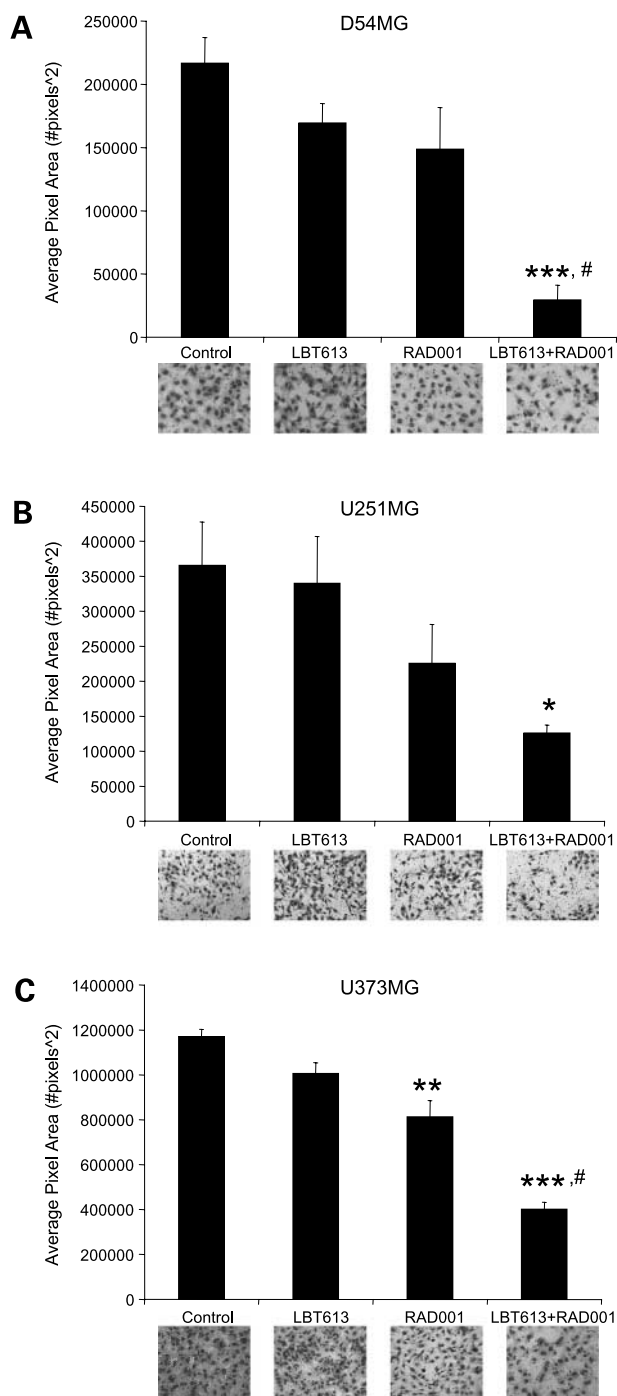 A
D54MG
Average Pixel Area (#pixels^2)
250000
200000
150000
100000
50000
0
***, #
Control
LBT613
RAD001
LBT613+RAD001
B
U251MG
Average Pixel Area (#pixels^2)
450000
400000
350000
300000
250000
200000
150000
100000
50000
0
*
Control
LBT613
RAD001
LBT613+RAD001
C
U373MG
Average Pixel Area (#pixels^2)
1400000
1200000
1000000
800000
600000
400000
200000
0
**
***,#
Control
LBT613
RAD001
LBT613+RAD001